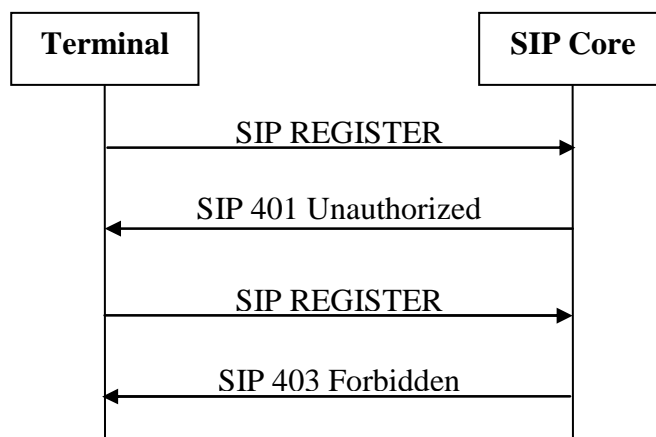 Terminal
SIP Core
SIP REGISTER
SIP 401 Unauthorized
SIP REGISTER
SIP 403 Forbidden